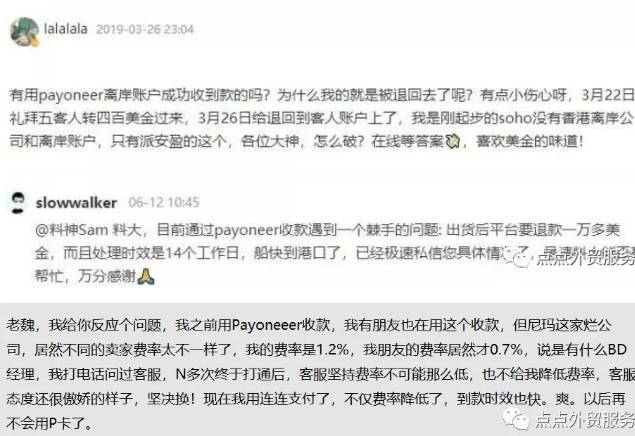 lalalala 2019-03-26 23:04
有用payoneer离岸账户成功收到款的吗？为什么我的就是被退回去了呢？有点小伤心呀，3月22日
礼拜五客人转四百美金过来，3月26日给退回到客人账户上了，我是刚起步的soho没有香港离岸公
司和离岸账户，只有派安盈的这个，各位大神，怎么破？在线等答案，喜欢美金的味道！
slowwalker 06-12 10:45
@料神Sam 料大，目前通过payoneer收款遇到一个棘手的问题: 出货后平台要退款一万多美
金，而且处理时效是14个工作日，船快到港口了，已经极速私信您具体情
帮忙，万分感谢🙏
点点外贸服务
老魏，我给你反应个问题，我之前用Payoneeer收款，我有朋友也在用这个收款，但尼玛这家烂公
司，居然不同的卖家费率太不一样了，我的费率是1.2%，我朋友的费率居然才0.7%，说是有什么BD
经理，我打电话问过客服，N多次终于打通后，客服坚持费率不可能那么低，也不给我降低费率，客服
态度还很傲娇的样子，坚决换！现在我用连连支付了，不仅费率降低了，到款时效也快。爽。以后再
不会用P卡了。
点点外贸服务